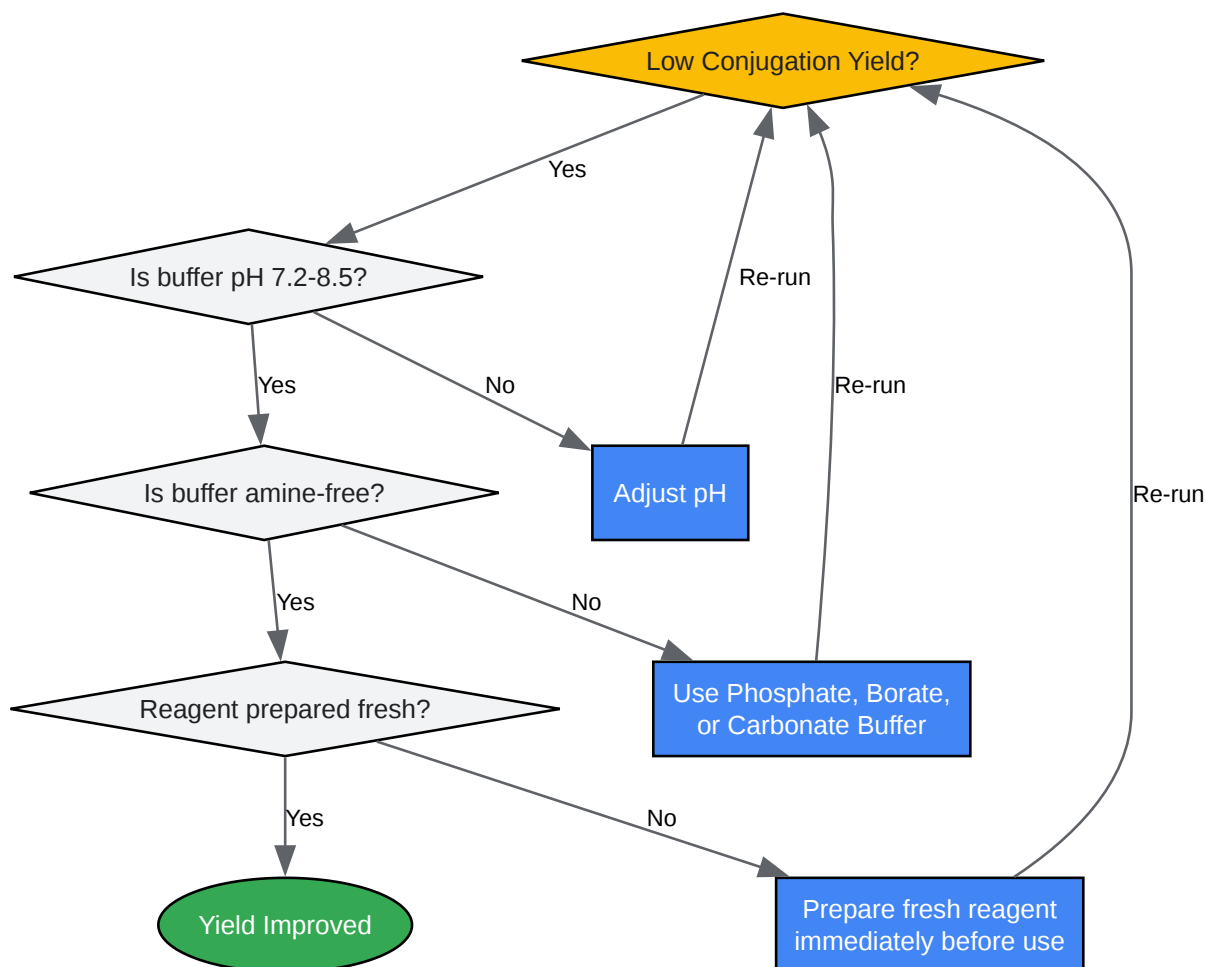 Low Conjugation Yield?
Yes
Is buffer pH 7.2-8.5?
Re-run
Yes
No
Re-run
Is buffer amine-free?
Adjust pH
Re-run
Yes
No
Reagent prepared fresh?
Use Phosphate, Borate,
or Carbonate Buffer
Yes
No
Yield Improved
Prepare fresh reagent
immediately before use